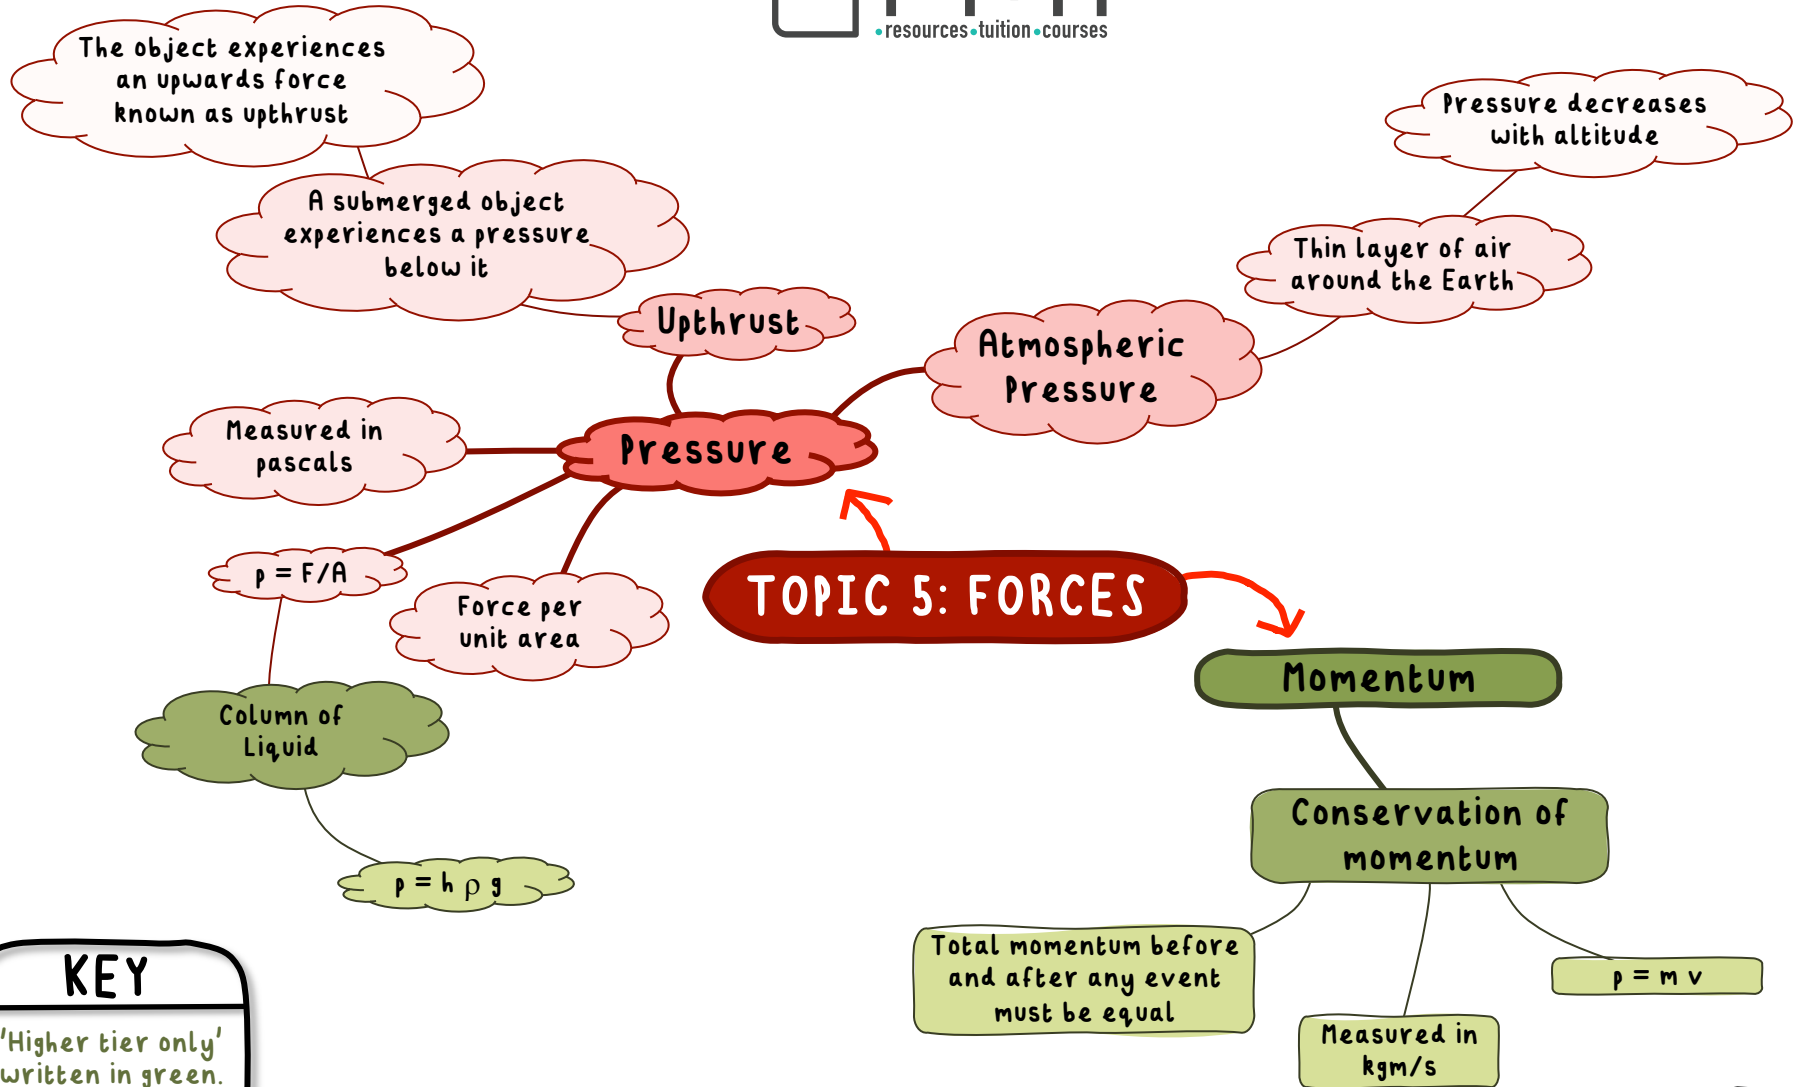 •resources•tuition•courses
The object experiences
an upwards force
known as upthrust
A submerged object
experiences a pressure
below it
Upthrust
Pressure decreases
with altitude
Thin layer of air
around the Earth
Atmospheric
Pressure
Measured in
pascals
Pressure
p = F/A
Force per
unit area
TOPIC 5: FORCES
Column of
Liquid
p = h ρ g
Momentum
Conservation of
momentum
Total momentum before
and after any event
must be equal
Measured in
kgm/s
p = m v
KEY
'Higher tier only'
written in green.